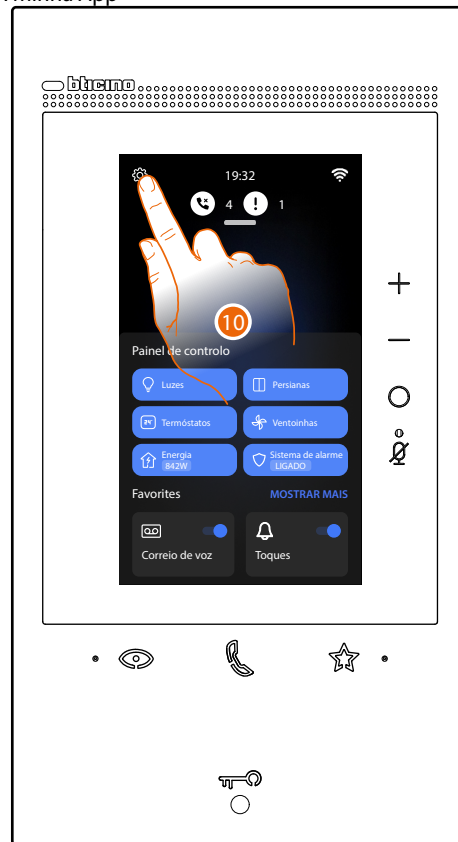 bticino
19:32
4 1
10
Painel de controlo
Luzes Persianas
Termóstatos Ventoinhas
Energia Sistema de alarme
842W LIGADO
Favorites MOSTRAR MAIS
Correio de voz Toques